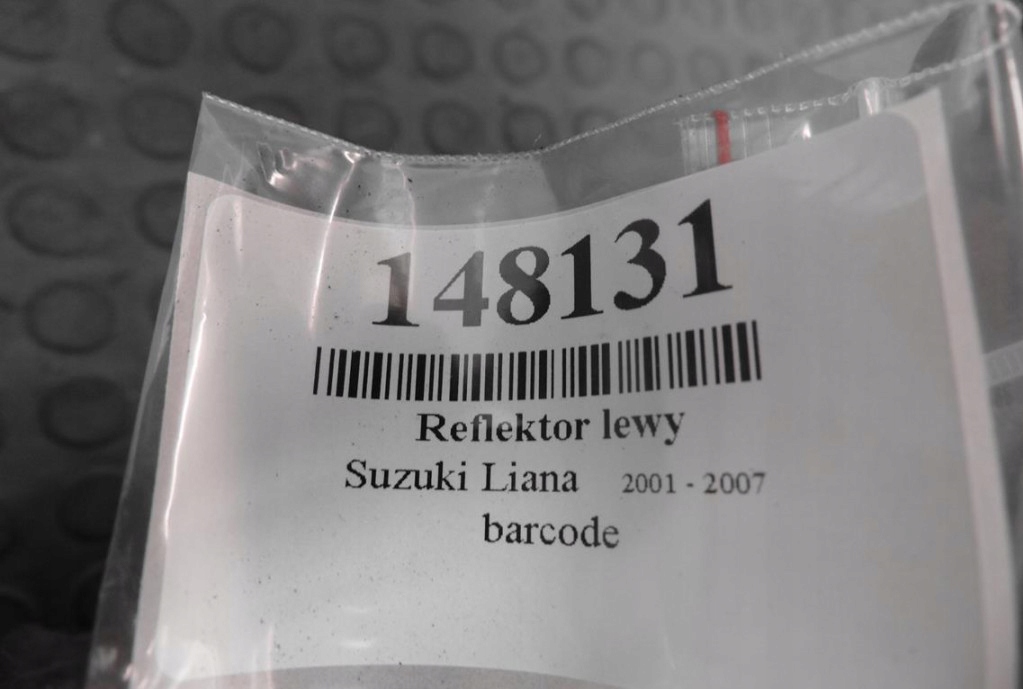 148131
Reflektor lewy
Suzuki Liana 2001 - 2007
barcode